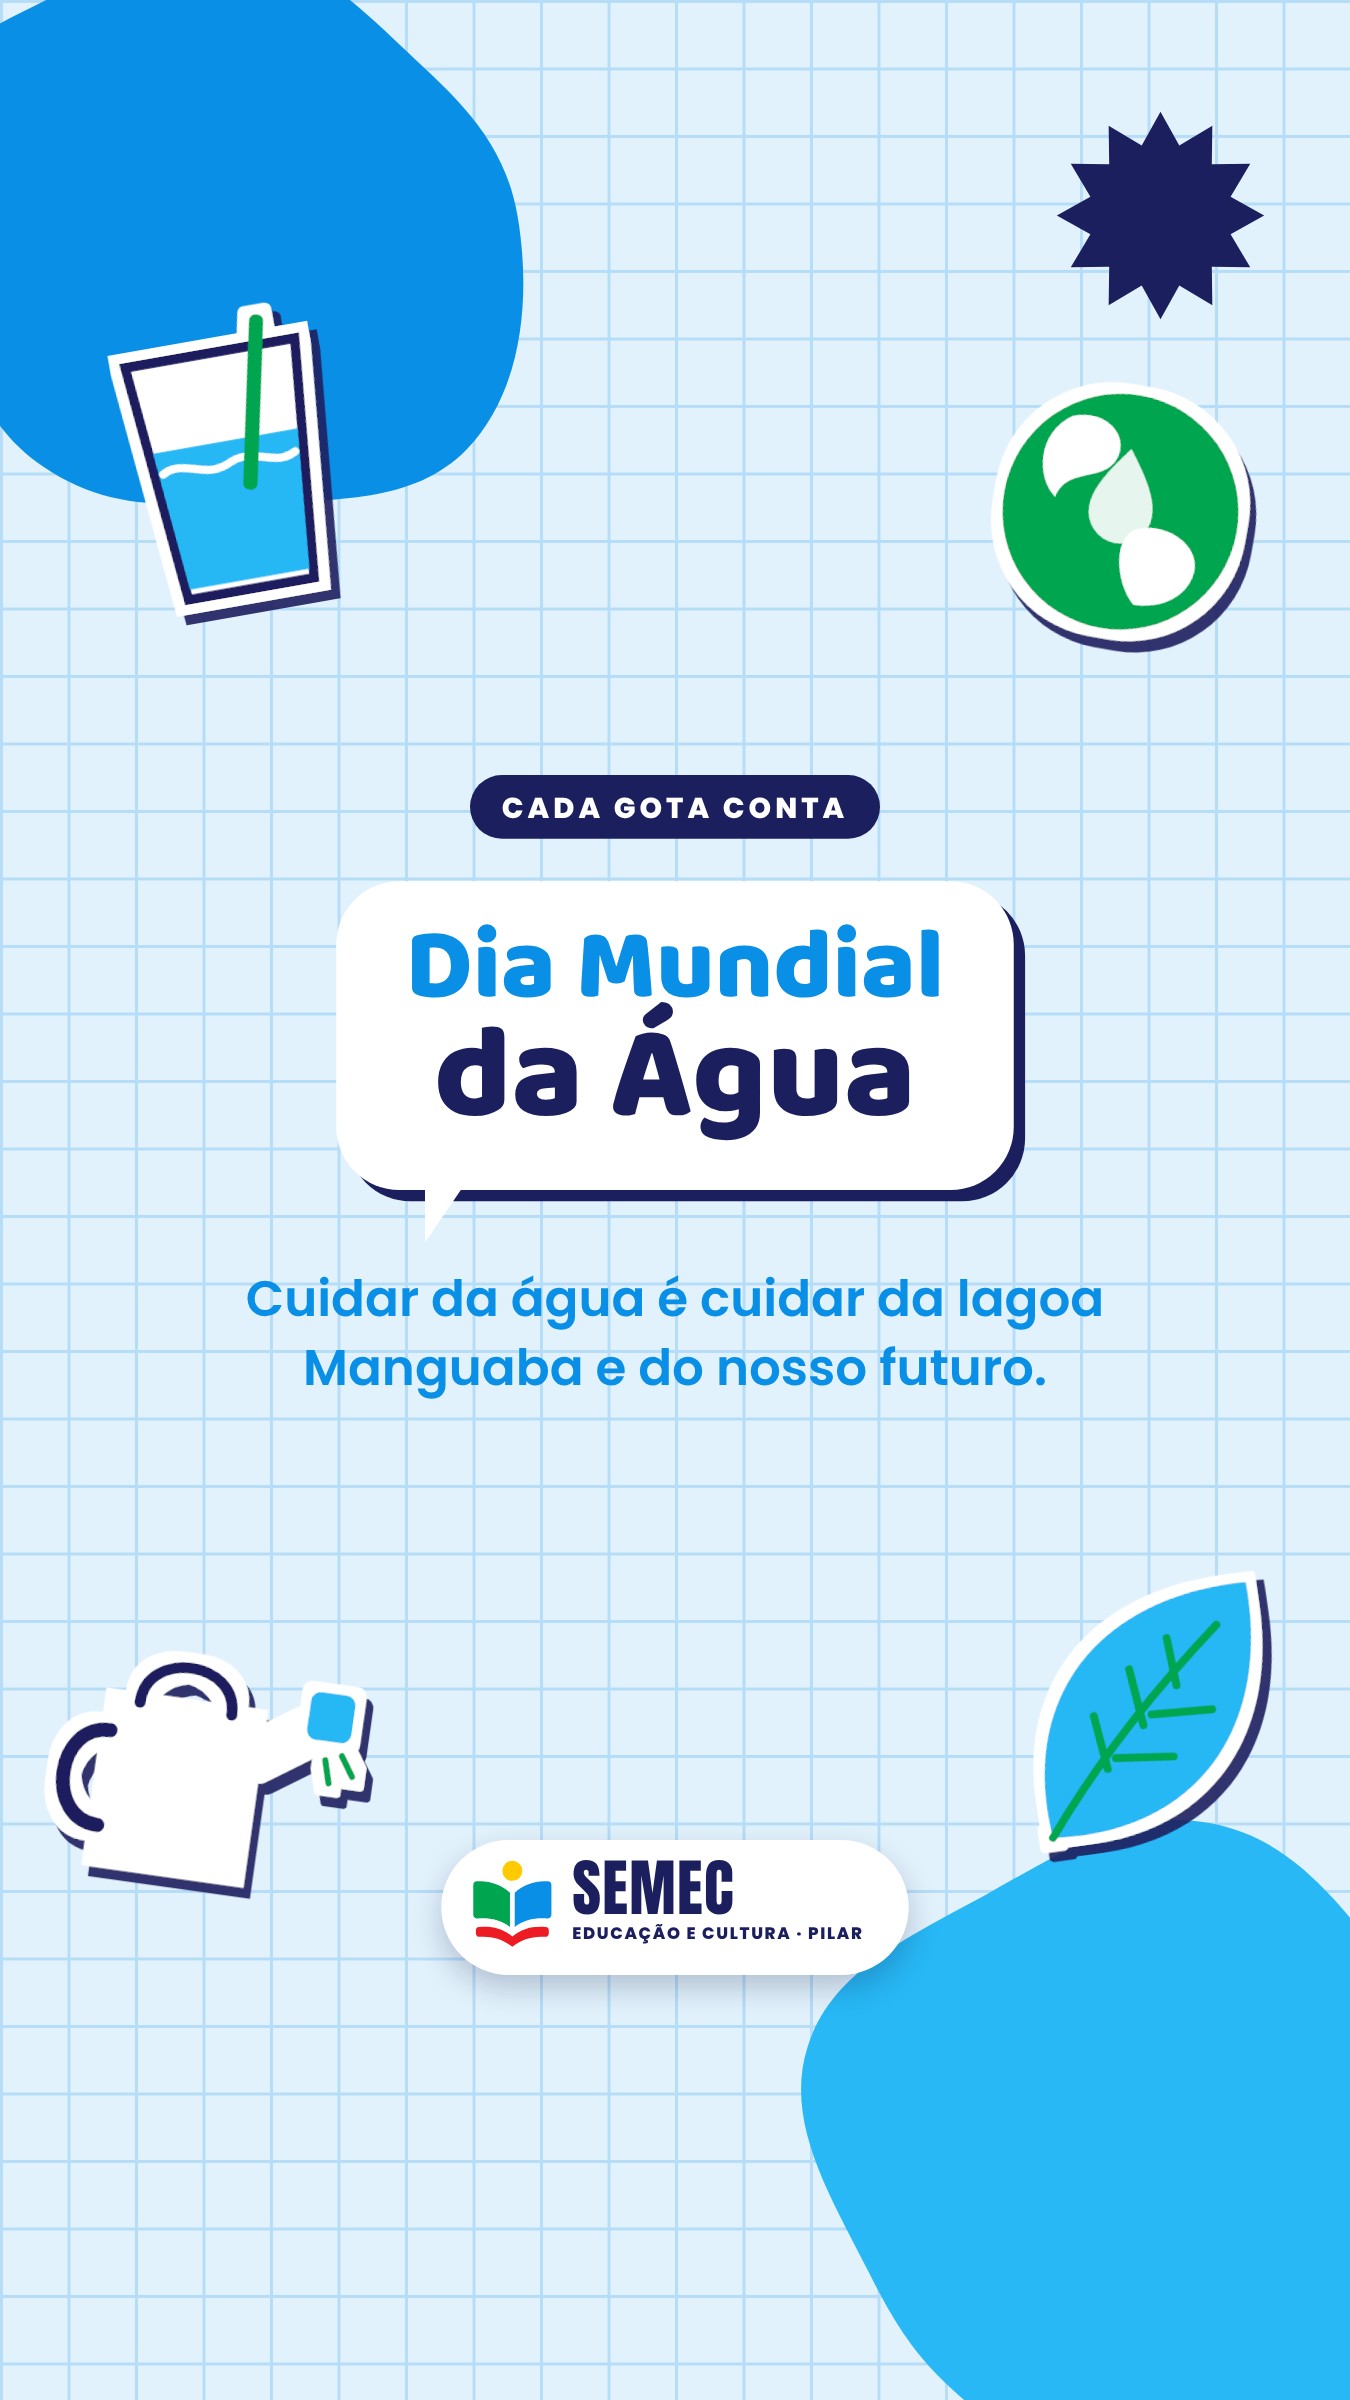 CADA GOTA CONTA
Dia Mundial
da Água
Cuidar da água é cuidar da lagoa
Manguaba e do nosso futuro.
SEMEC
EDUCAÇÃO E CULTURA · PILAR